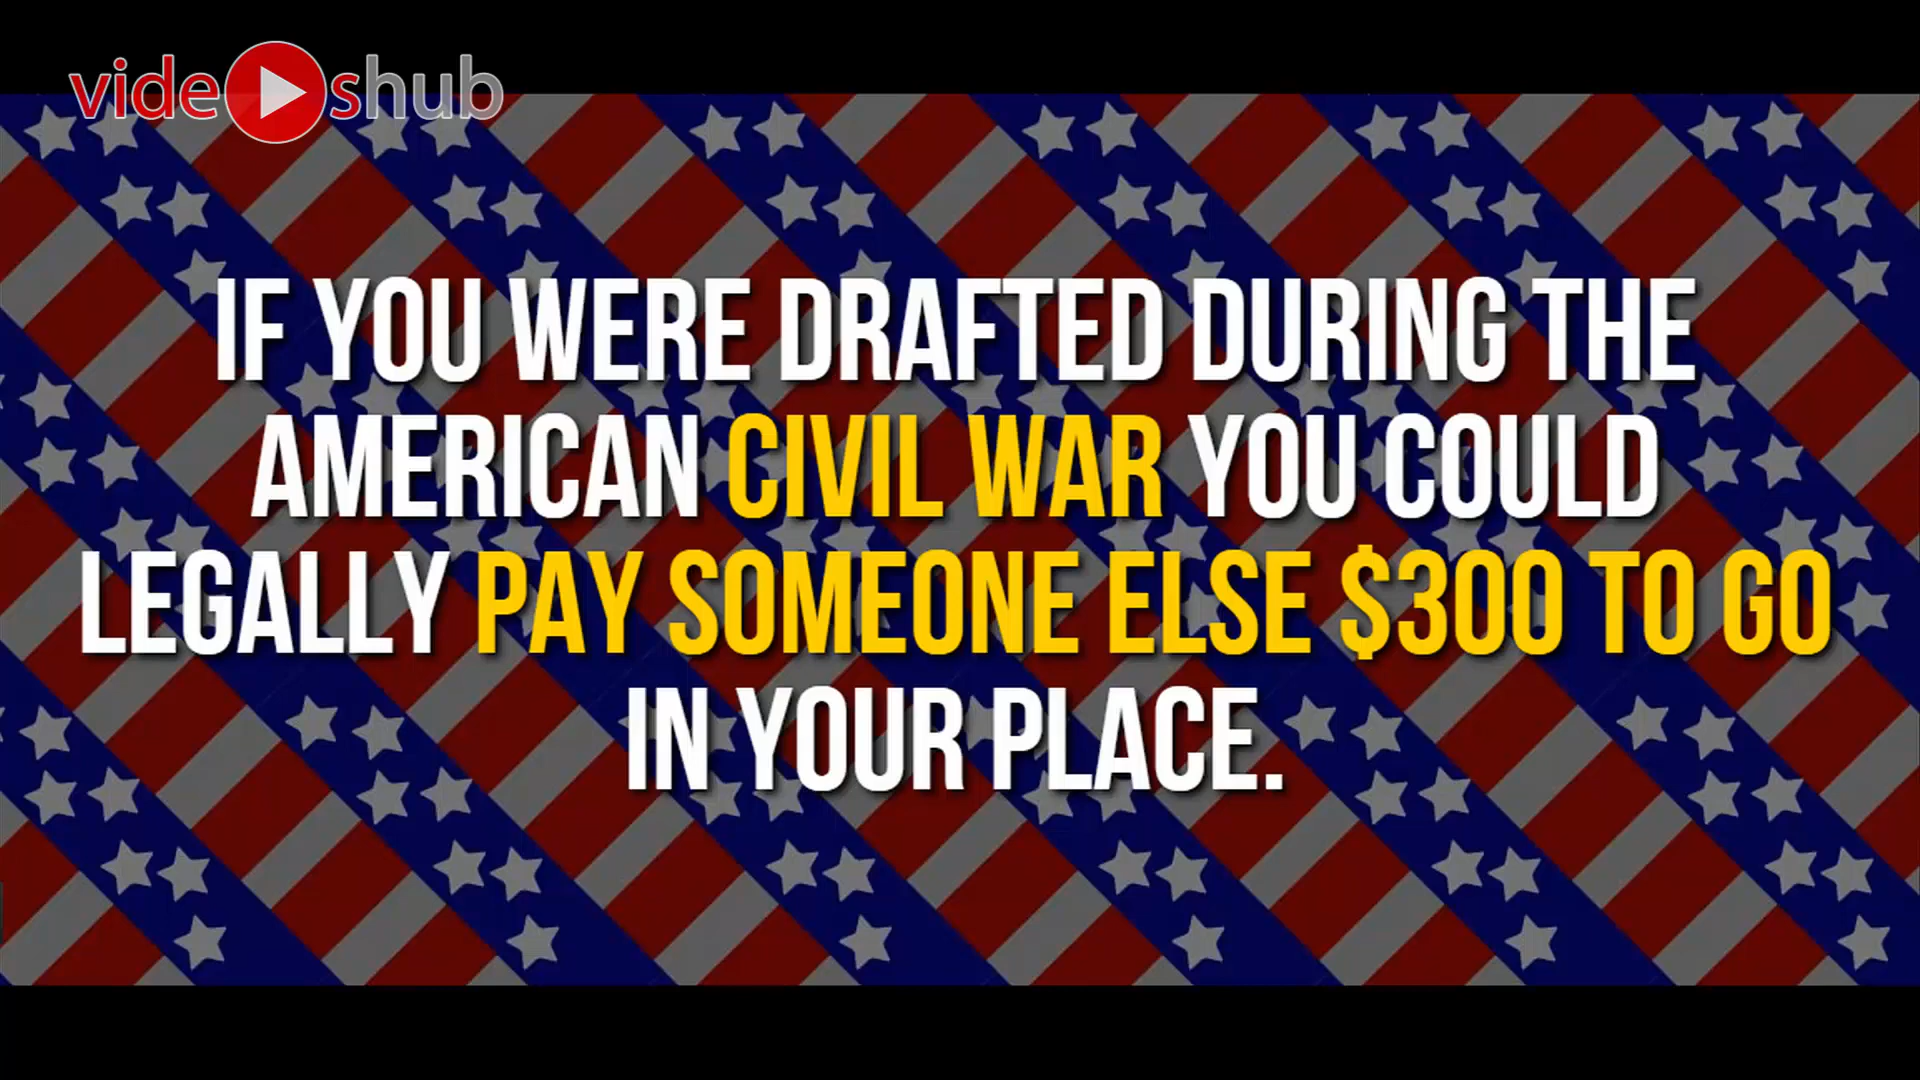 videoshub
IF YOU WERE DRAFTED DURING THE
AMERICAN CIVIL WAR YOU COULD
LEGALLY PAY SOMEONE ELSE $300 TO GO
IN YOUR PLACE.